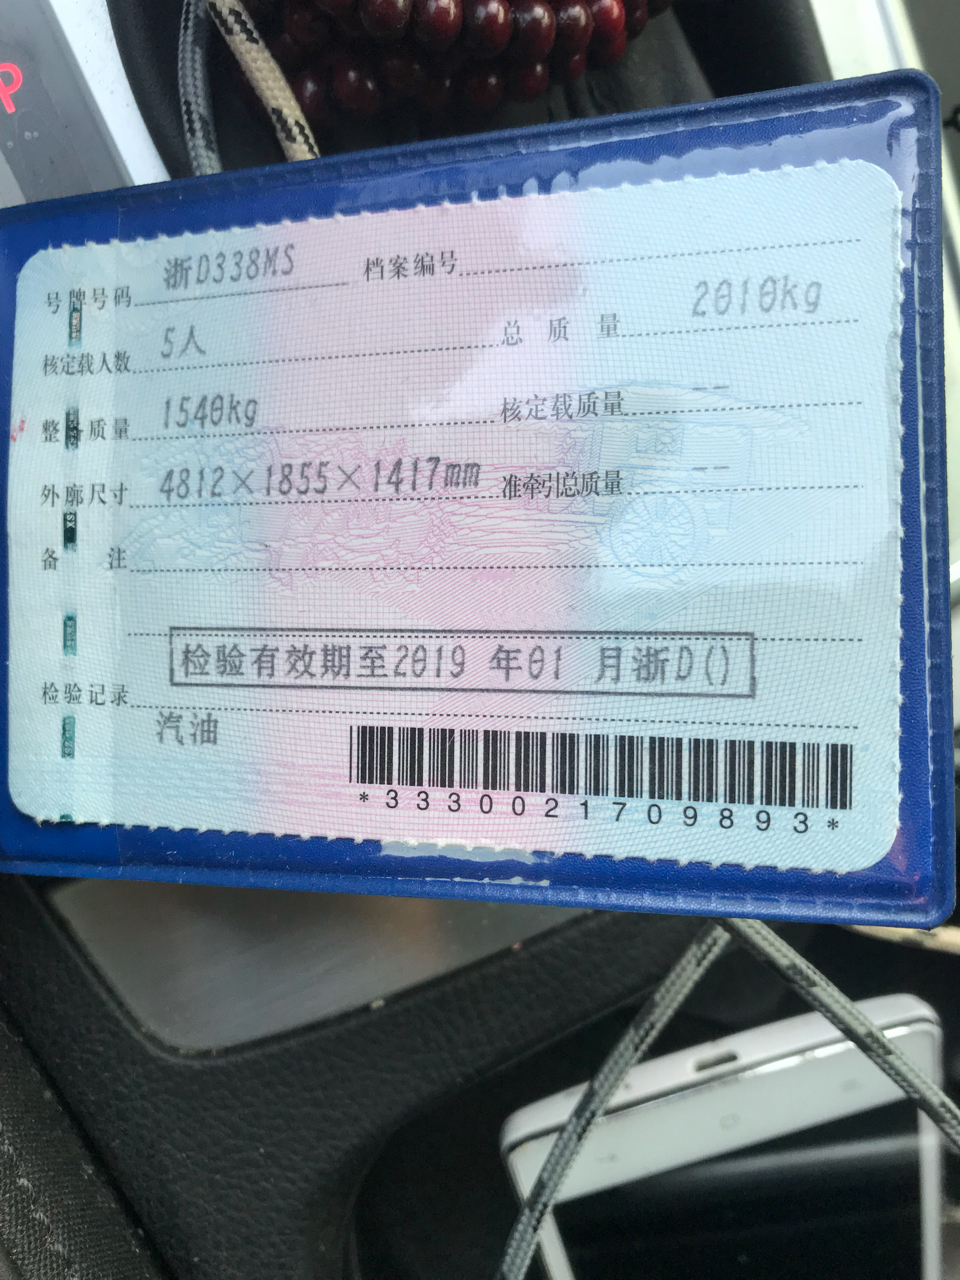 P
号牌号码 浙D338MS 档案编号
核定载人数 5人 总质量 2010kg
整 质量 1540kg 核定载质量 --
外廓尺寸 4812×1855×1417mm 准牵引总质量 --
备注
检验有效期至2019 年01 月浙D()
检验记录
汽油
*3330021709893*